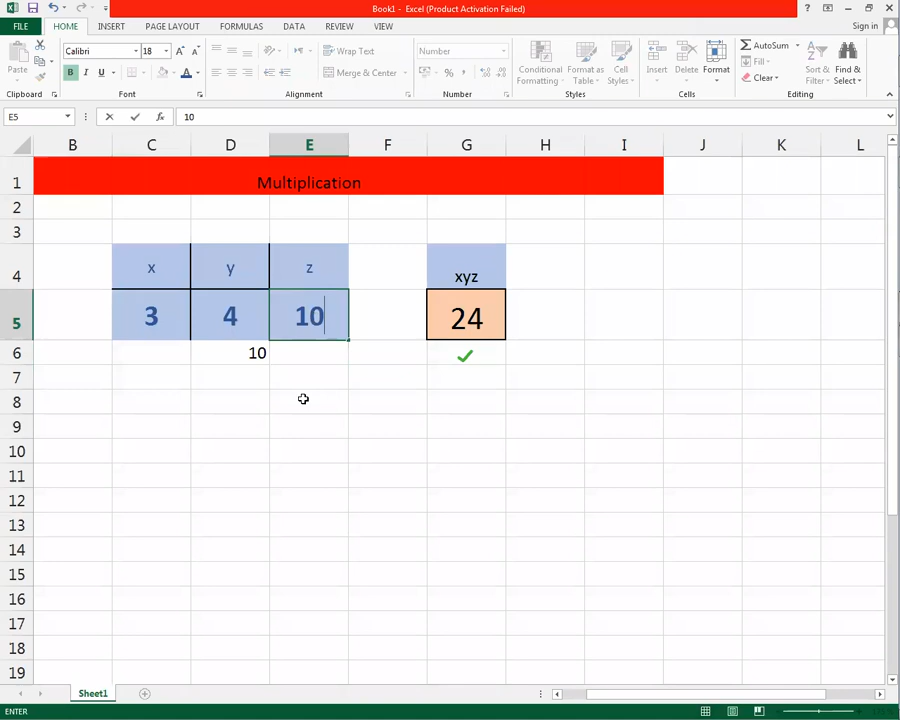 Book1 - Excel (Product Activation Failed)
FILE HOME INSERT PAGE LAYOUT FORMULAS DATA REVIEW VIEW Sign in
Paste Calibri 18 Wrap Text Number AutoSum
B I U Merge & Center % Conditional Formatting Format as Table Cell Styles Insert Delete Format Fill Clear Sort & Filter Find & Select
Clipboard Font Alignment Number Styles Cells Editing
E5 fx 10
B C D E F G H I J K L
1 Multiplication
2
3
4 x y z xyz
5 3 4 10 24
6 10
7
8
9
10
11
12
13
14
15
16
17
18
19
Sheet1
ENTER